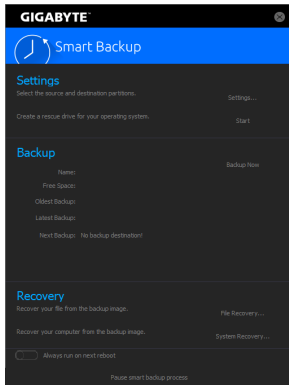 GIGABYTE™
Smart Backup
Settings
Select the source and destination partitions.
Settings...
Create a rescue drive for your operating system.
Start
Backup
Backup Now
Name:
Free Space:
Oldest Backup:
Latest Backup:
Next Backup: No backup destination!
Recovery
Recover your file from the backup image.
File Recovery...
Recover your computer from the backup image.
System Recovery...
Always run on next reboot
Pause smart backup process